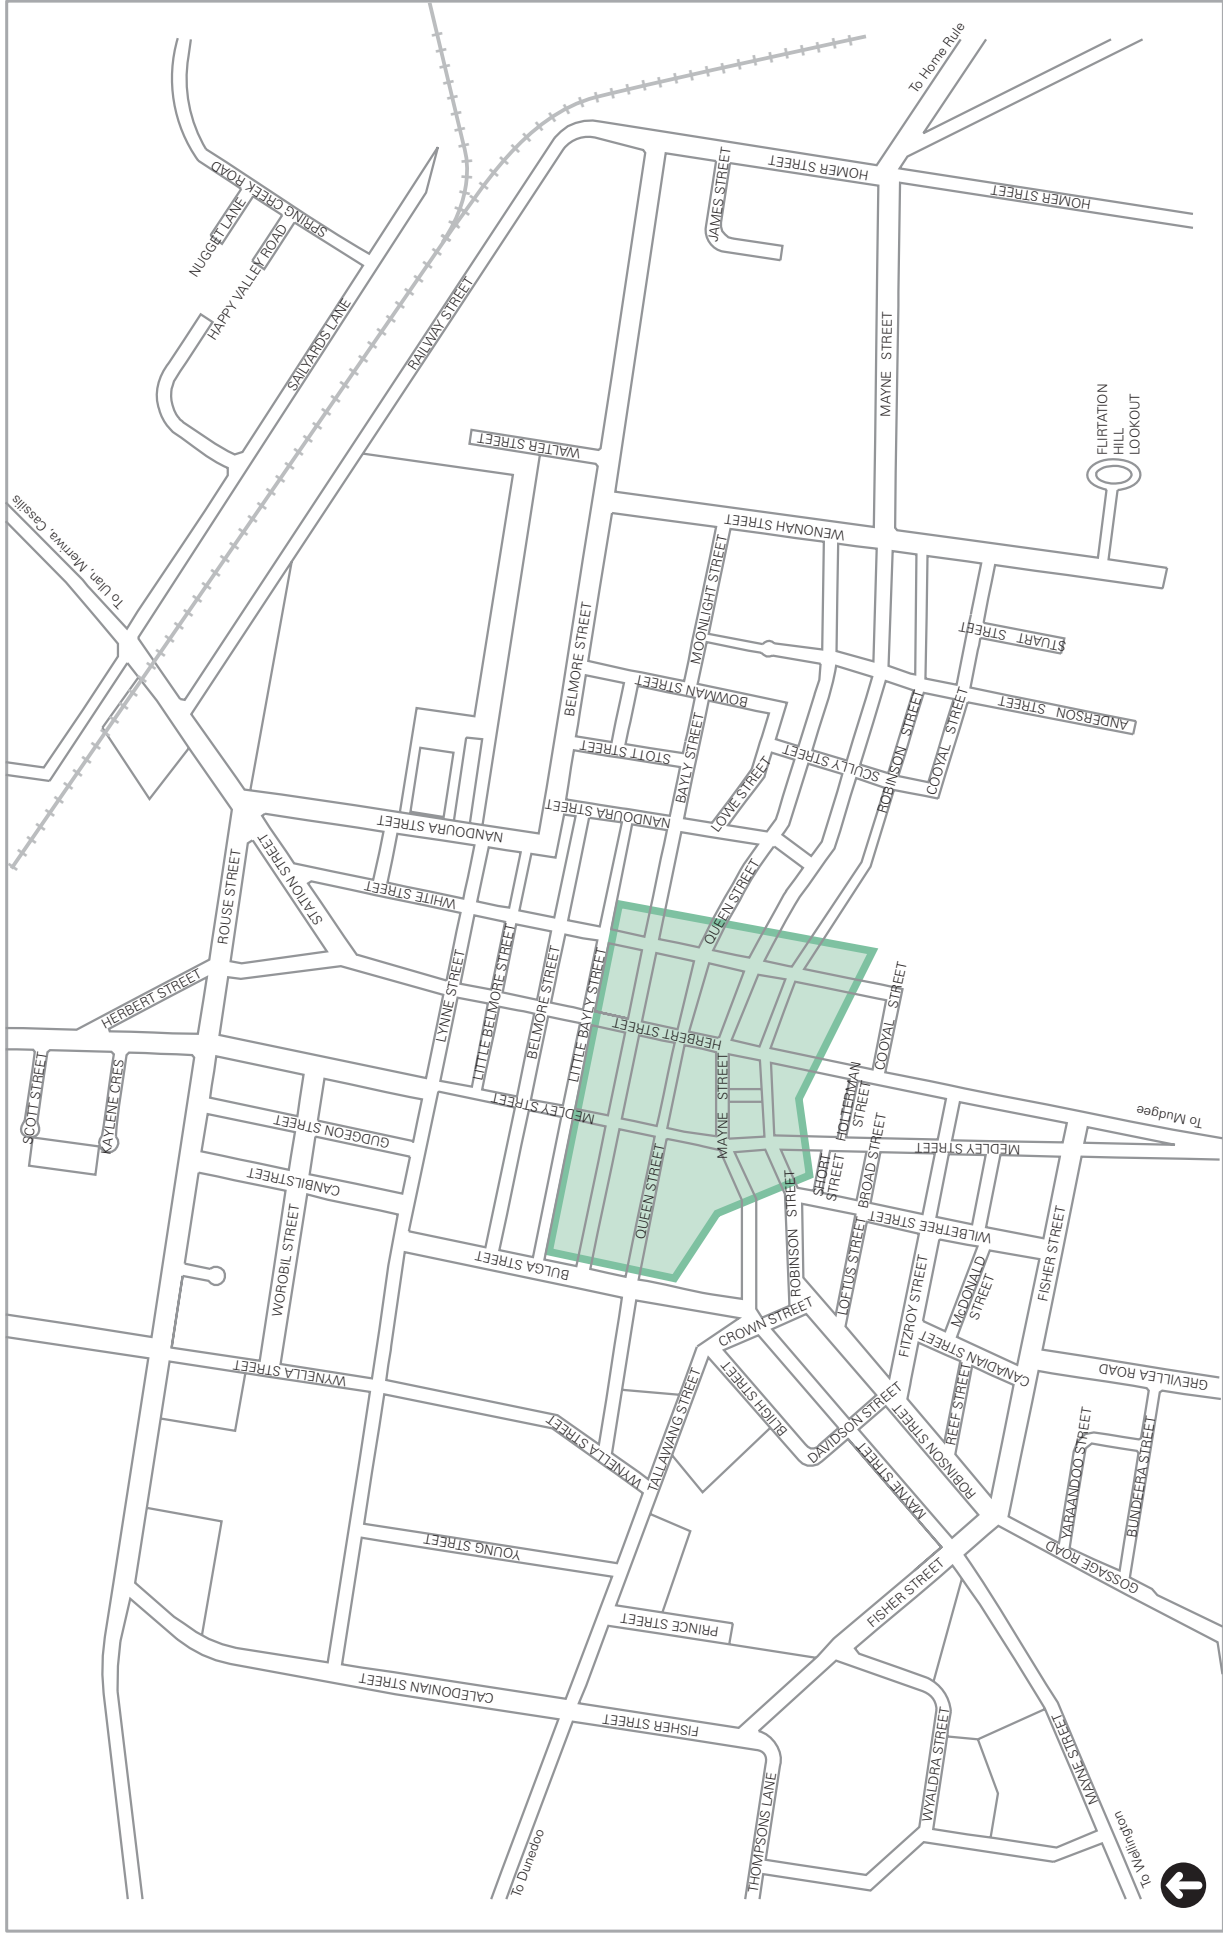 To Home Rule
SPRING CREEK ROAD
NUGGET LANE
HAPPY VALLEY ROAD
JAMES STREET
HOMER STREET
HOMER STREET
SAILYARDS LANE
RAILWAY STREET
MAYNE STREET
FLIRTATION
HILL
LOOKOUT
WALTER STREET
To Ulan, Merriwa, Cassilis
WENONAH STREET
MOONLIGHT STREET
BELMORE STREET
STUART STREET
BOWMAN STREET
ANDERSON STREET
STOTT STREET
BAYLY STREET
SCULLY STREET
LOWE STREET
ROBINSON STREET
COOYAL STREET
NANDOURA STREET
NANDOURA STREET
STATION STREET
WHITE STREET
ROUSE STREET
QUEEN STREET
HERBERT STREET
LYNNE STREET
LITTLE BELMORE STREET
BELMORE STREET
LITTLE BAYLY STREET
HERBERT STREET
COOYAL STREET
SCOTT STREET
KAYLENE CRES
MEDLEY STREET
GUDGEON STREET
MAYNE STREET
HOLTERMAN
STREET
To Mudgee
MEDLEY STREET
CANBILSTREET
QUEEN STREET
SHORT
STREET
BROAD STREET
WOROBIL STREET
BULGA STREET
ROBINSON STREET
WILBETREE STREET
LOFTUS STREET
FITZROY STREET
McDONALD
STREET
FISHER STREET
CROWN STREET
CANADIAN STREET
WYNELLA STREET
GREVILLEA ROAD
BLIGH STREET
TALLAWANG STREET
DAVIDSON STREET
REEF STREET
WYNELLA STREET
ROBINSON STREET
MAYNE STREET
YARAANDOO STREET
BUNDEERA STREET
YOUNG STREET
GOSSAGE ROAD
FISHER STREET
PRINCE STREET
CALEDONIAN STREET
FISHER STREET
WYALDRA STREET
MAYNE STREET
THOMPSONS LANE
To Dunedoo
To Wellington